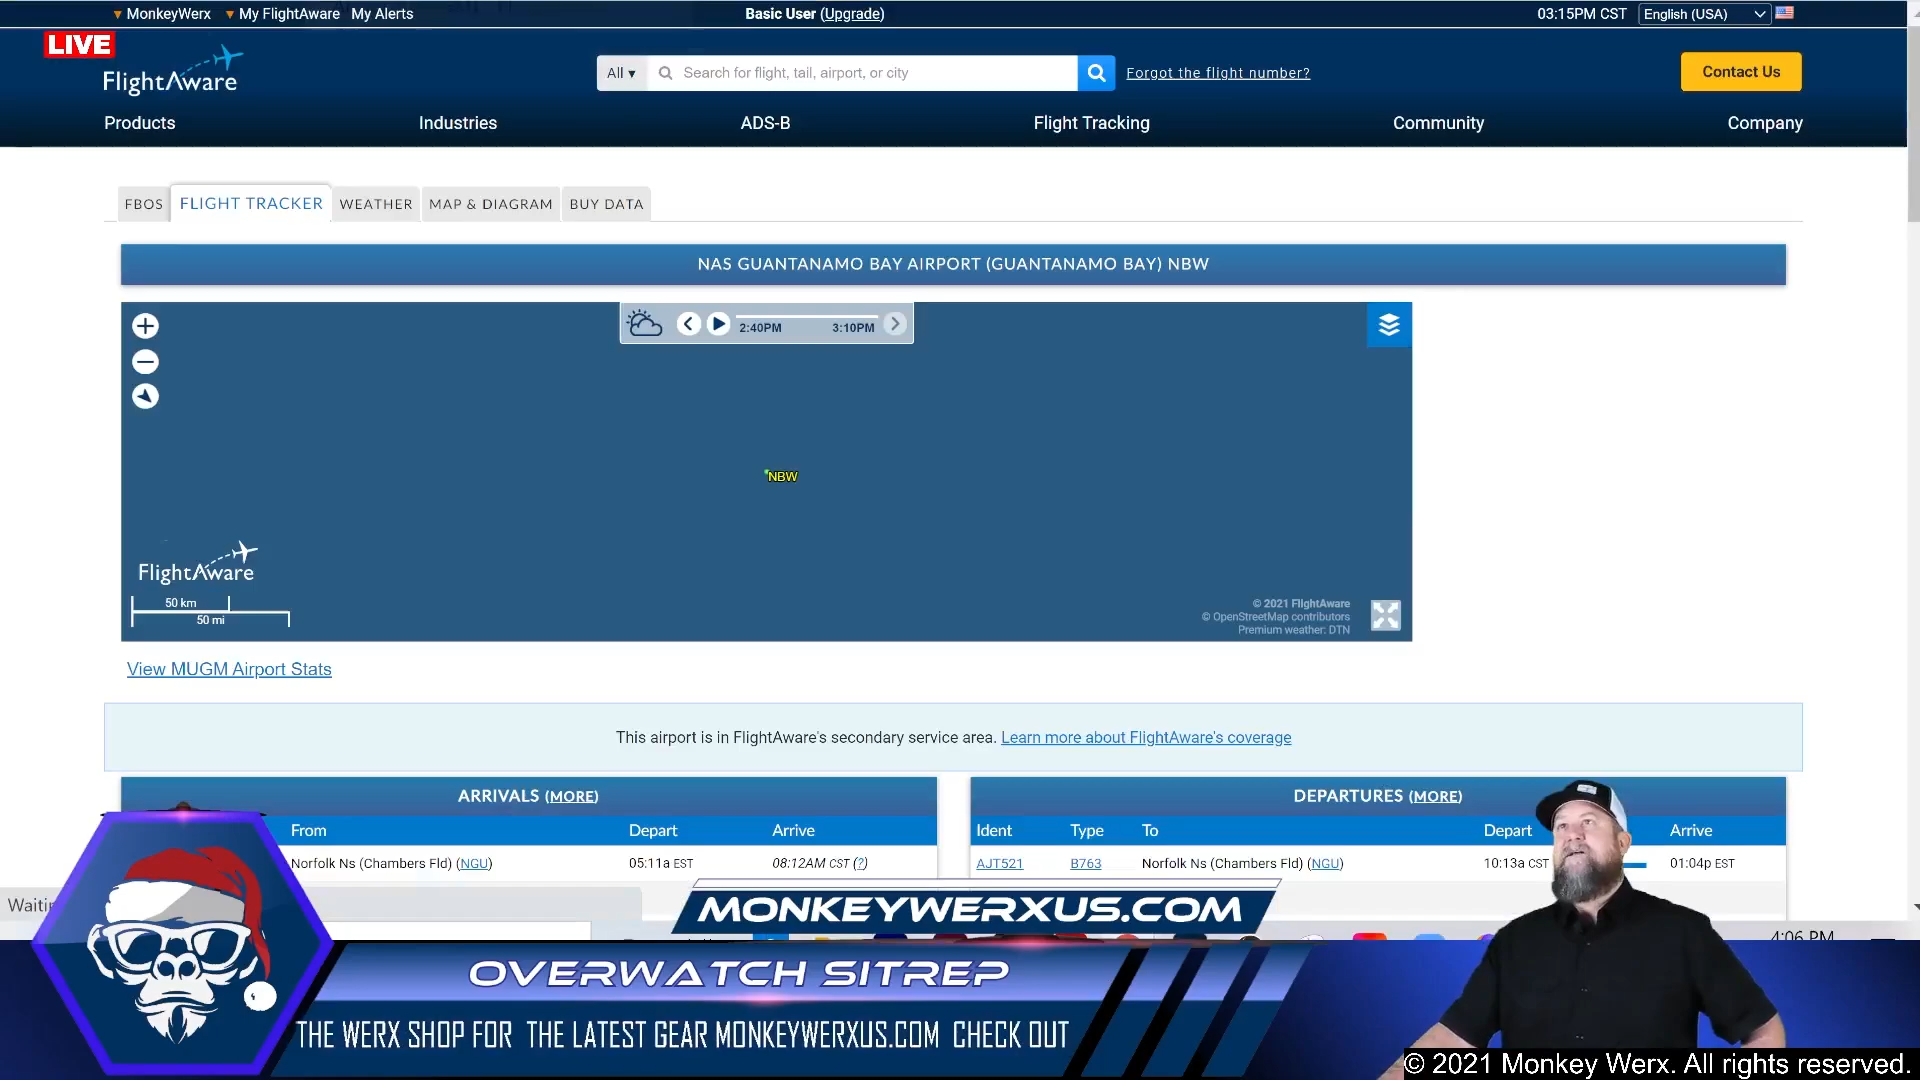 ▾ MonkeyWerx ▾ My FlightAware My Alerts
Basic User (Upgrade)
03:15PM CST English (USA)
LIVE
FlightAware
All ▾ Search for flight, tail, airport, or city
Forgot the flight number?
Contact Us
Products Industries ADS-B Flight Tracking Community Company
FBOS FLIGHT TRACKER WEATHER MAP & DIAGRAM BUY DATA
NAS GUANTANAMO BAY AIRPORT (GUANTANAMO BAY) NBW
2:40PM 3:10PM
NBW
FlightAware
50 km
50 mi
© 2021 FlightAware
© OpenStreetMap contributors
Premium weather: DTN
View MUGM Airport Stats
This airport is in FlightAware's secondary service area. Learn more about FlightAware's coverage
ARRIVALS (MORE)
From Depart Arrive
Norfolk Ns (Chambers Fld) (NGU) 05:11a EST 08:12AM CST (?)
DEPARTURES (MORE)
Ident Type To Depart Arrive
AJT521 B763 Norfolk Ns (Chambers Fld) (NGU) 10:13a CST 01:04p EST
MONKEYWERXUS.COM
4:06 PM
OVERWATCH SITREP
THE WERX SHOP FOR THE LATEST GEAR MONKEYWERXUS.COM CHECK OUT
© 2021 Monkey Werx. All rights reserved.